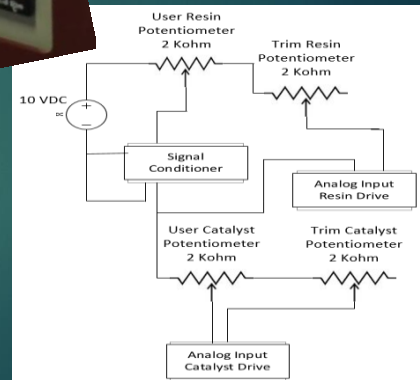 User Resin
Potentiometer
2 Kohm
Trim Resin
Potentiometer
2 Kohm
10 VDC
+
−
Signal
Conditioner
Analog Input
Resin Drive
User Catalyst
Potentiometer
2 Kohm
Trim Catalyst
Potentiometer
2 Kohm
Analog Input
Catalyst Drive